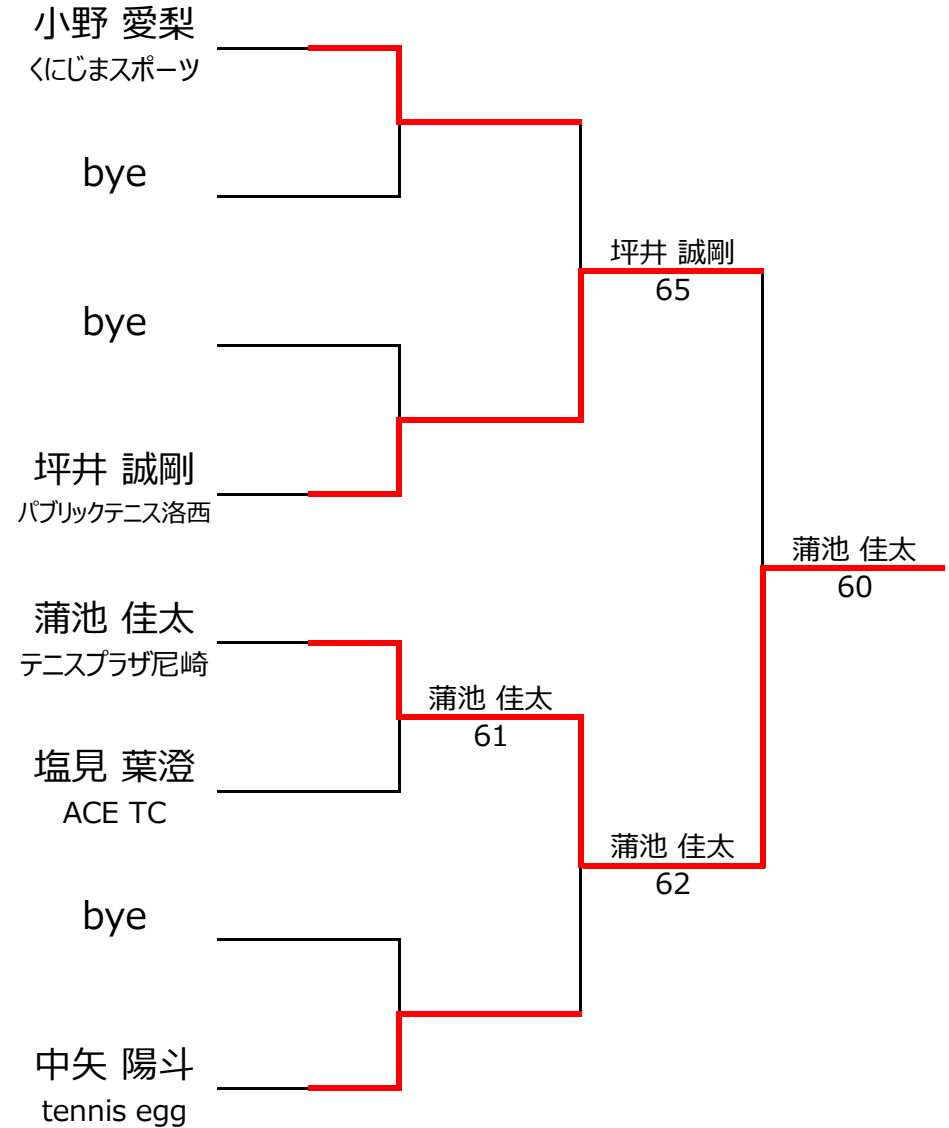 小野 愛梨
くにじまスポーツ
bye
bye
坪井 誠剛
パブリックテニス洛西
蒲池 佳太
テニスプラザ尼崎
塩見 葉澄
ACE TC
bye
中矢 陽斗
tennis egg
蒲池 佳太
61
坪井 誠剛
65
蒲池 佳太
62
蒲池 佳太
60